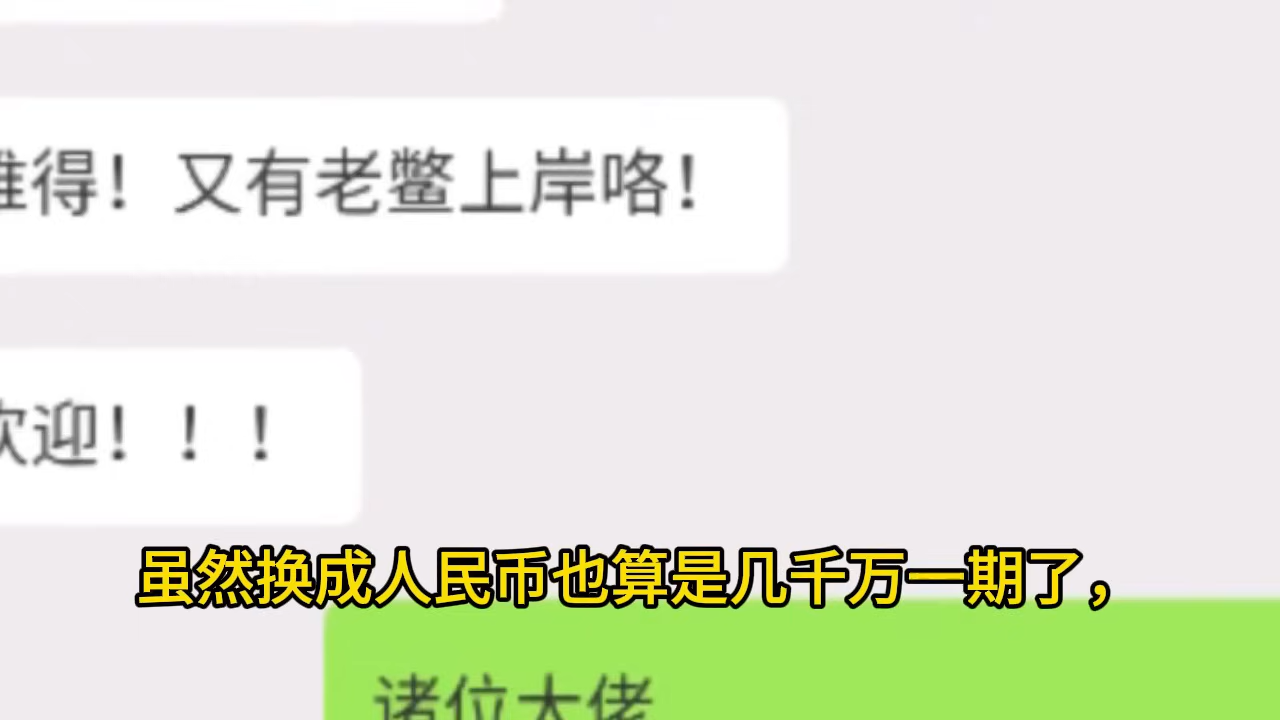 难得！又有老鳖上岸咯！
欢迎！！！
虽然换成人民币也算是几千万一期了，
诸位大佬